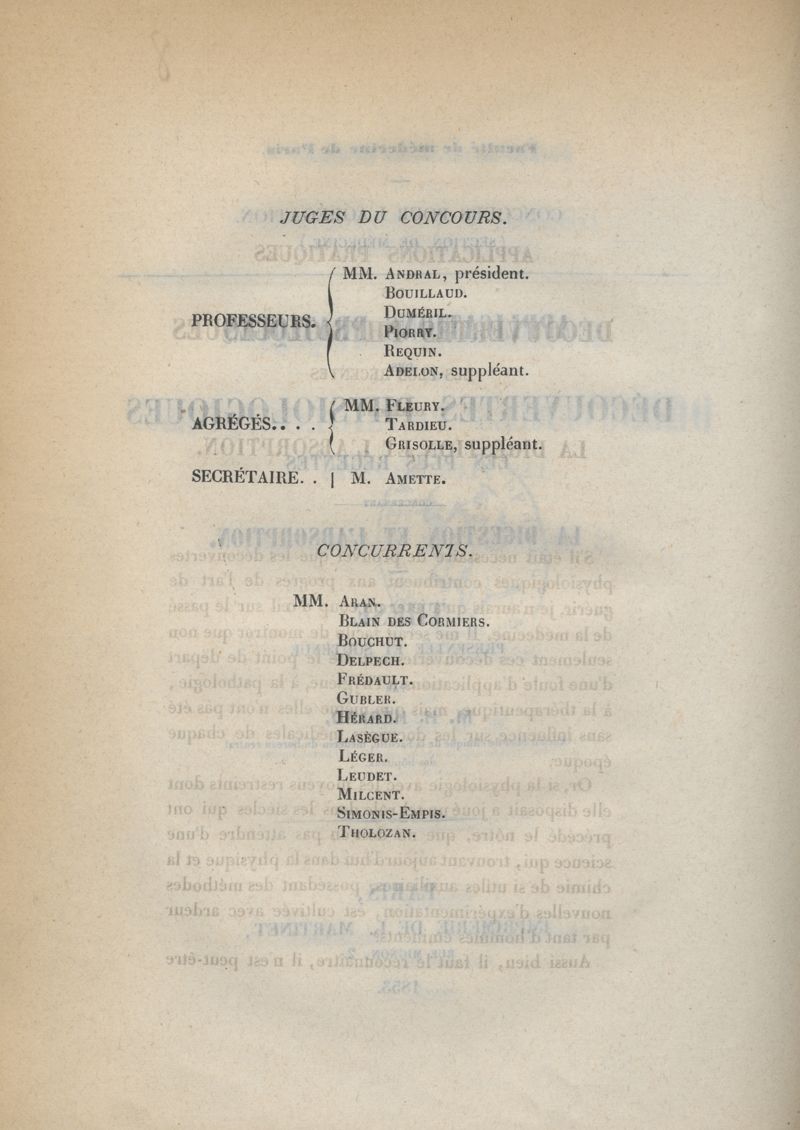 JUGES DU CONCOURS.
MM. ANDRAL, président.
BOUILLAUD.
DUMÉRIL.
PROFESSEURS. PIORRY.
REQUIN.
ADELON, suppléant.
MM. FLEURY.
AGRÉGÉS.. . . TARDIEU.
GRISOLLE, suppléant.
SECRÉTAIRE. . | M. AMETTE.
CONCURRENTS.
MM. ARAN.
BLAIN DES CORMIERS.
BOUCHUT.
DELPECH.
FRÉDAULT.
GUBLER.
HÉRARD.
LASÈGUE.
LÉGER.
LEUDET.
MILCENT.
SIMONIS-EMPIS.
THOLOZAN.